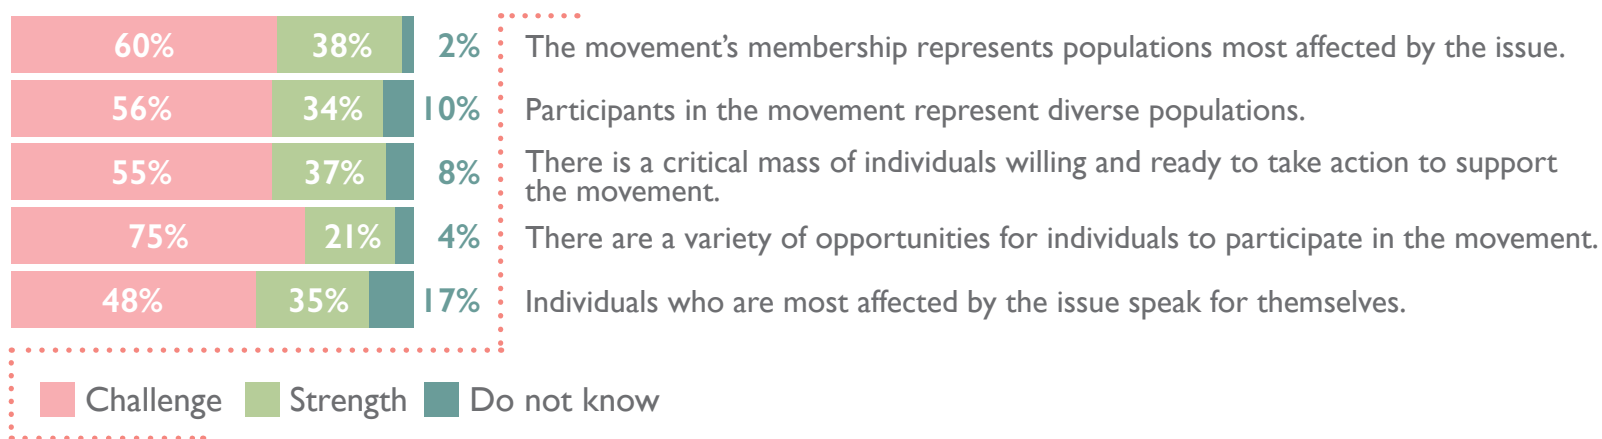 60% 38% 2% The movement’s membership represents populations most affected by the issue.
56% 34% 10% Participants in the movement represent diverse populations.
55% 37% 8% There is a critical mass of individuals willing and ready to take action to support
the movement.
75% 21% 4% There are a variety of opportunities for individuals to participate in the movement.
48% 35% 17% Individuals who are most affected by the issue speak for themselves.
Challenge Strength Do not know